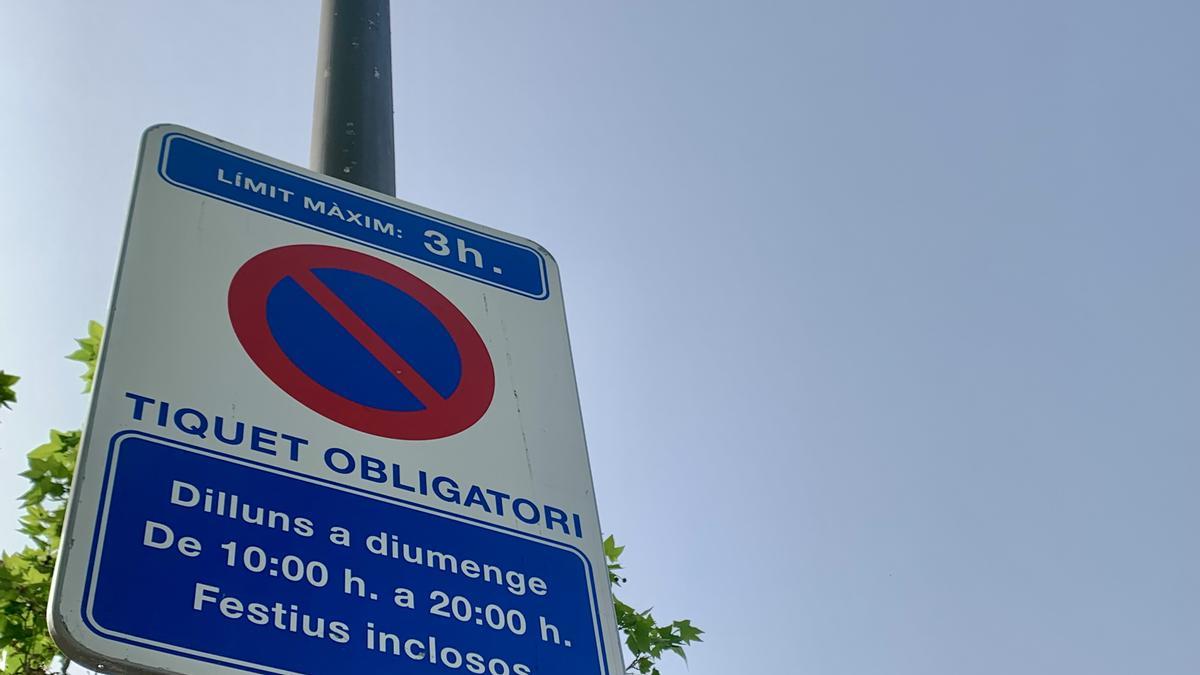 LÍMIT MÀXIM: 3h.
TIQUET OBLIGATORI
Dilluns a diumenge
De 10:00 h. a 20:00 h.
Festius inclosos